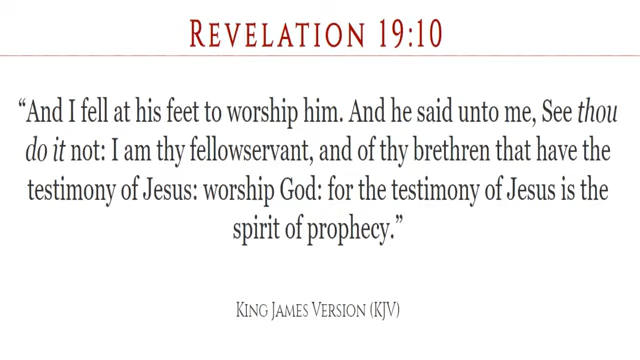 REVELATION 19:10
“And I fell at his feet to worship him. And he said unto me, See thou
do it not: I am thy fellowservant, and of thy brethren that have the
testimony of Jesus: worship God: for the testimony of Jesus is the
spirit of prophecy.”
KING JAMES VERSION (KJV)